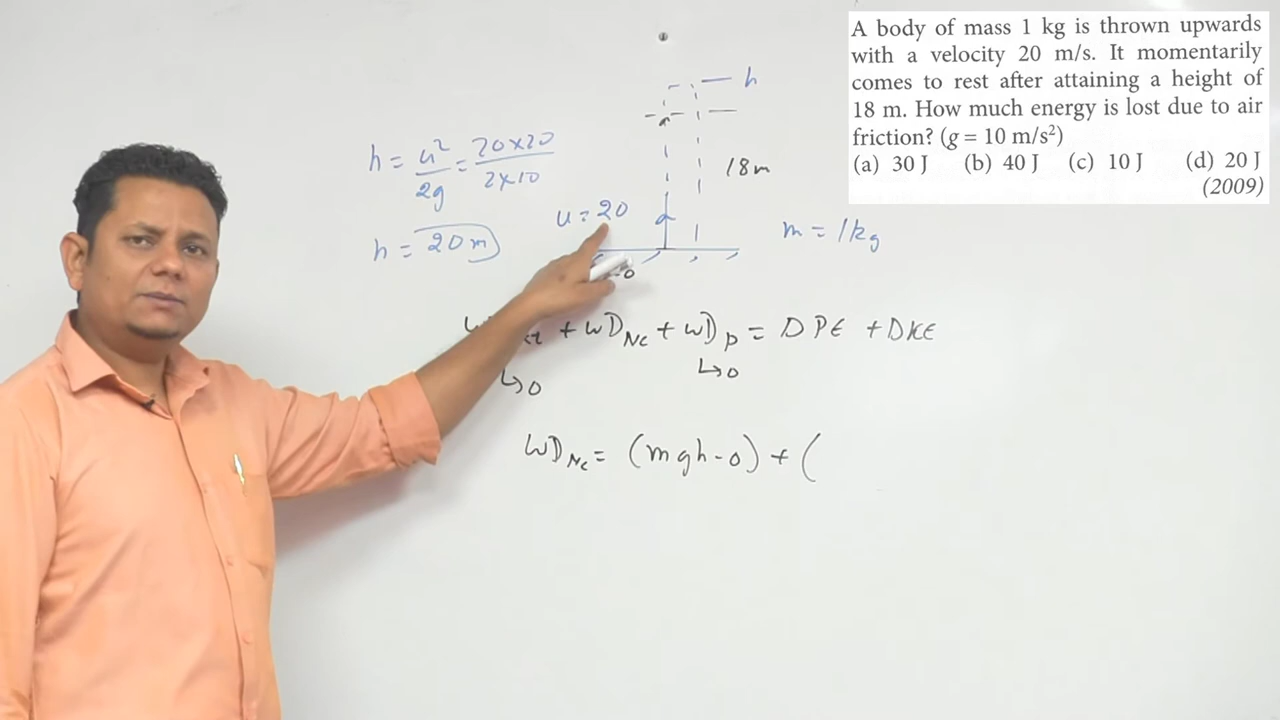 A body of mass 1 kg is thrown upwards
with a velocity 20 m/s. It momentarily
comes to rest after attaining a height of
18 m. How much energy is lost due to air
friction? (g = 10 m/s²)
(a) 30 J (b) 40 J (c) 10 J (d) 20 J
(2009)
h
h = u²/2g = 20×20/2×10
18m
u = 20
m = 1kg
h = 20m
+ WD_Nc + WD_p = DPE + DKE
↳0 ↳0
WD_Nc = (mgh-0) + (